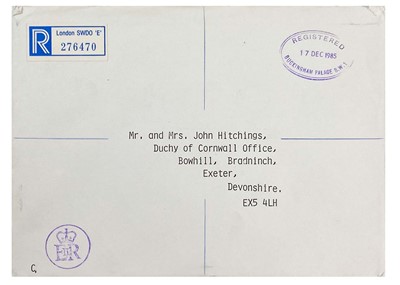 R
London SWDO 'E'
276470
REGISTERED
17 DEC 1985
BUCKINGHAM PALACE S.W.1
Mr. and Mrs. John Hitchings,
Duchy of Cornwall Office,
Bowhill, Bradninch,
Exeter,
Devonshire.
EX5 4LH
EIIR
C,